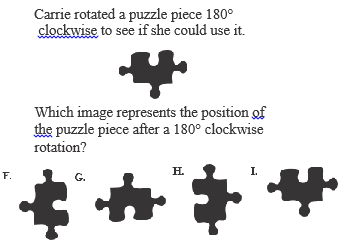 Carrie rotated a puzzle piece 180°
clockwise to see if she could use it.
Which image represents the position of
the puzzle piece after a 180° clockwise
rotation?
F. G. H. I.